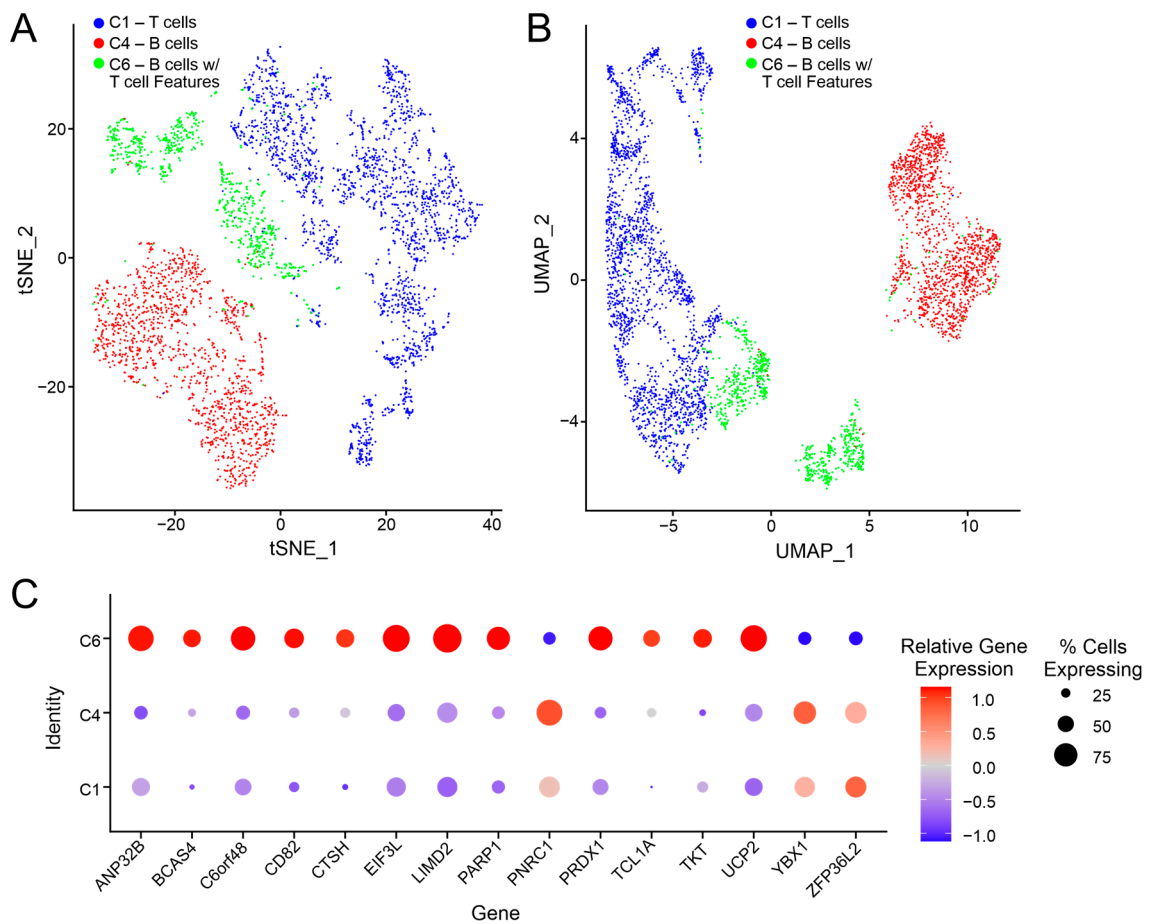 A
C1 – T cells
C4 – B cells
C6 – B cells w/
T cell Features
20
0
−20
tSNE_2
−20
0
20
40
tSNE_1
B
C1 – T cells
C4 – B cells
C6 – B cells w/
T cell Features
4
0
−4
UMAP_2
−5
0
5
10
UMAP_1
C
C6
C4
C1
Identity
ANP32B
BCAS4
C6orf48
CD82
CTSH
EIF3L
LIMD2
PARP1
PNRC1
PRDX1
TCL1A
TKT
UCP2
YBX1
ZFP36L2
Gene
Relative Gene
Expression
1.0
0.5
0.0
−0.5
−1.0
% Cells
Expressing
25
50
75